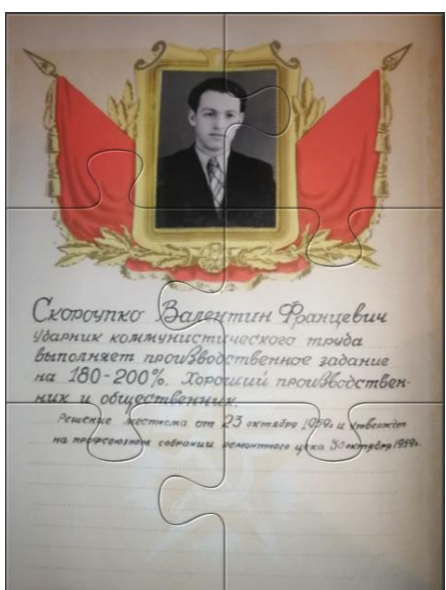 Скороупко Валентин Францевич
Ударник коммунистического труда
выполняет производственное задание
на 180-200%. Хороший производствен-
ник и общественник.
Решение месткома от 23 октября 1959г. и утвержден
на профсоюзном собрании ремонтного цеха 30 октября 1959г.